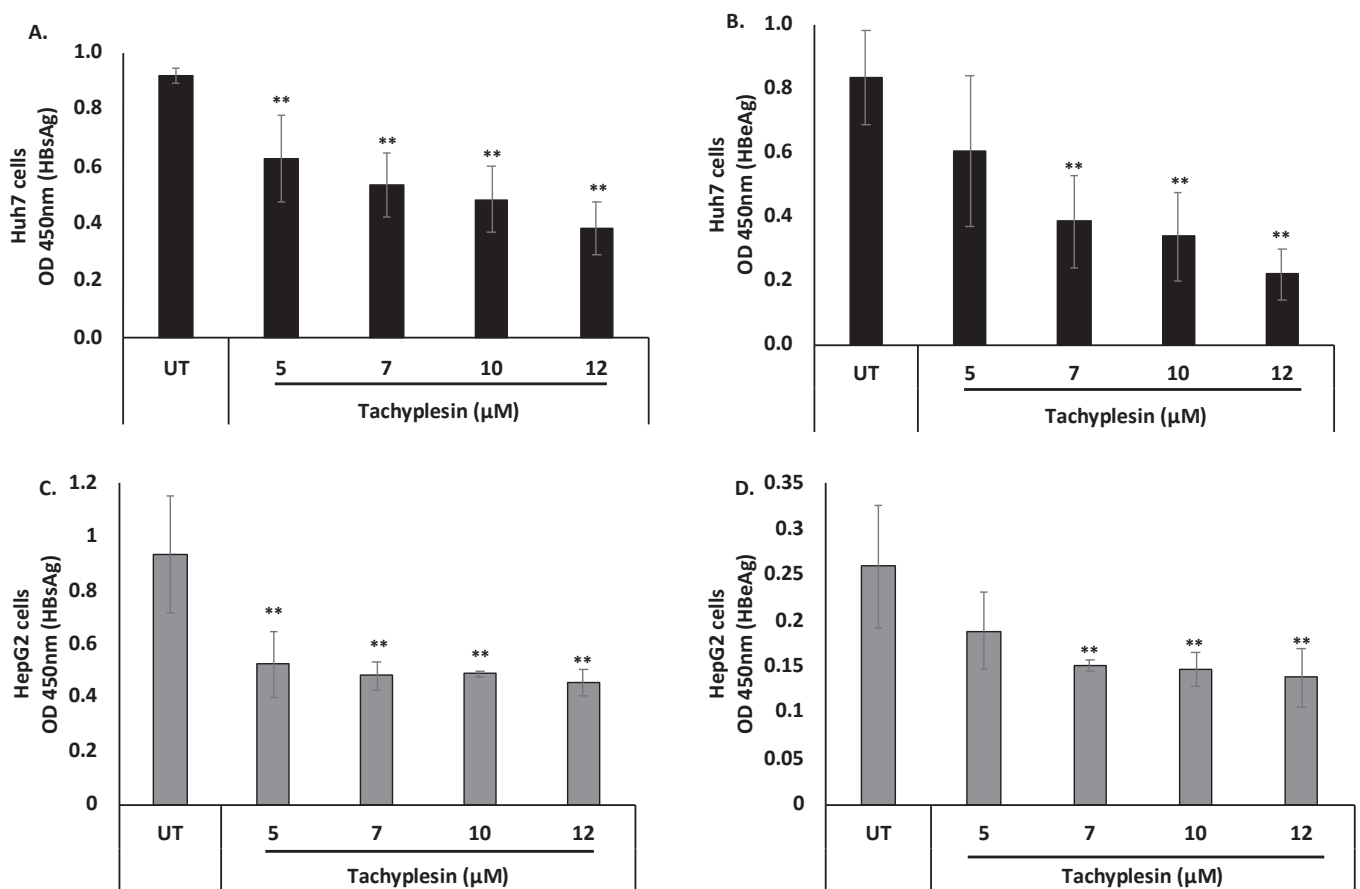 A.
Huh7 cells
OD 450nm (HBsAg)
1.0
0.8
0.6
0.4
0.2
0.0
**
**
**
**
UT
5
7
10
12
Tachyplesin (μM)
B.
Huh7 cells
OD 450nm (HBeAg)
1.0
0.8
0.6
0.4
0.2
0.0
**
**
**
UT
5
7
10
12
Tachyplesin (μM)
C.
HepG2 cells
OD 450nm (HBsAg)
1.2
1
0.8
0.6
0.4
0.2
0
**
**
**
**
UT
5
7
10
12
Tachyplesin (μM)
D.
HepG2 cells
OD 450nm (HBeAg)
0.35
0.3
0.25
0.2
0.15
0.1
0.05
0
**
**
**
UT
5
7
10
12
Tachyplesin (μM)